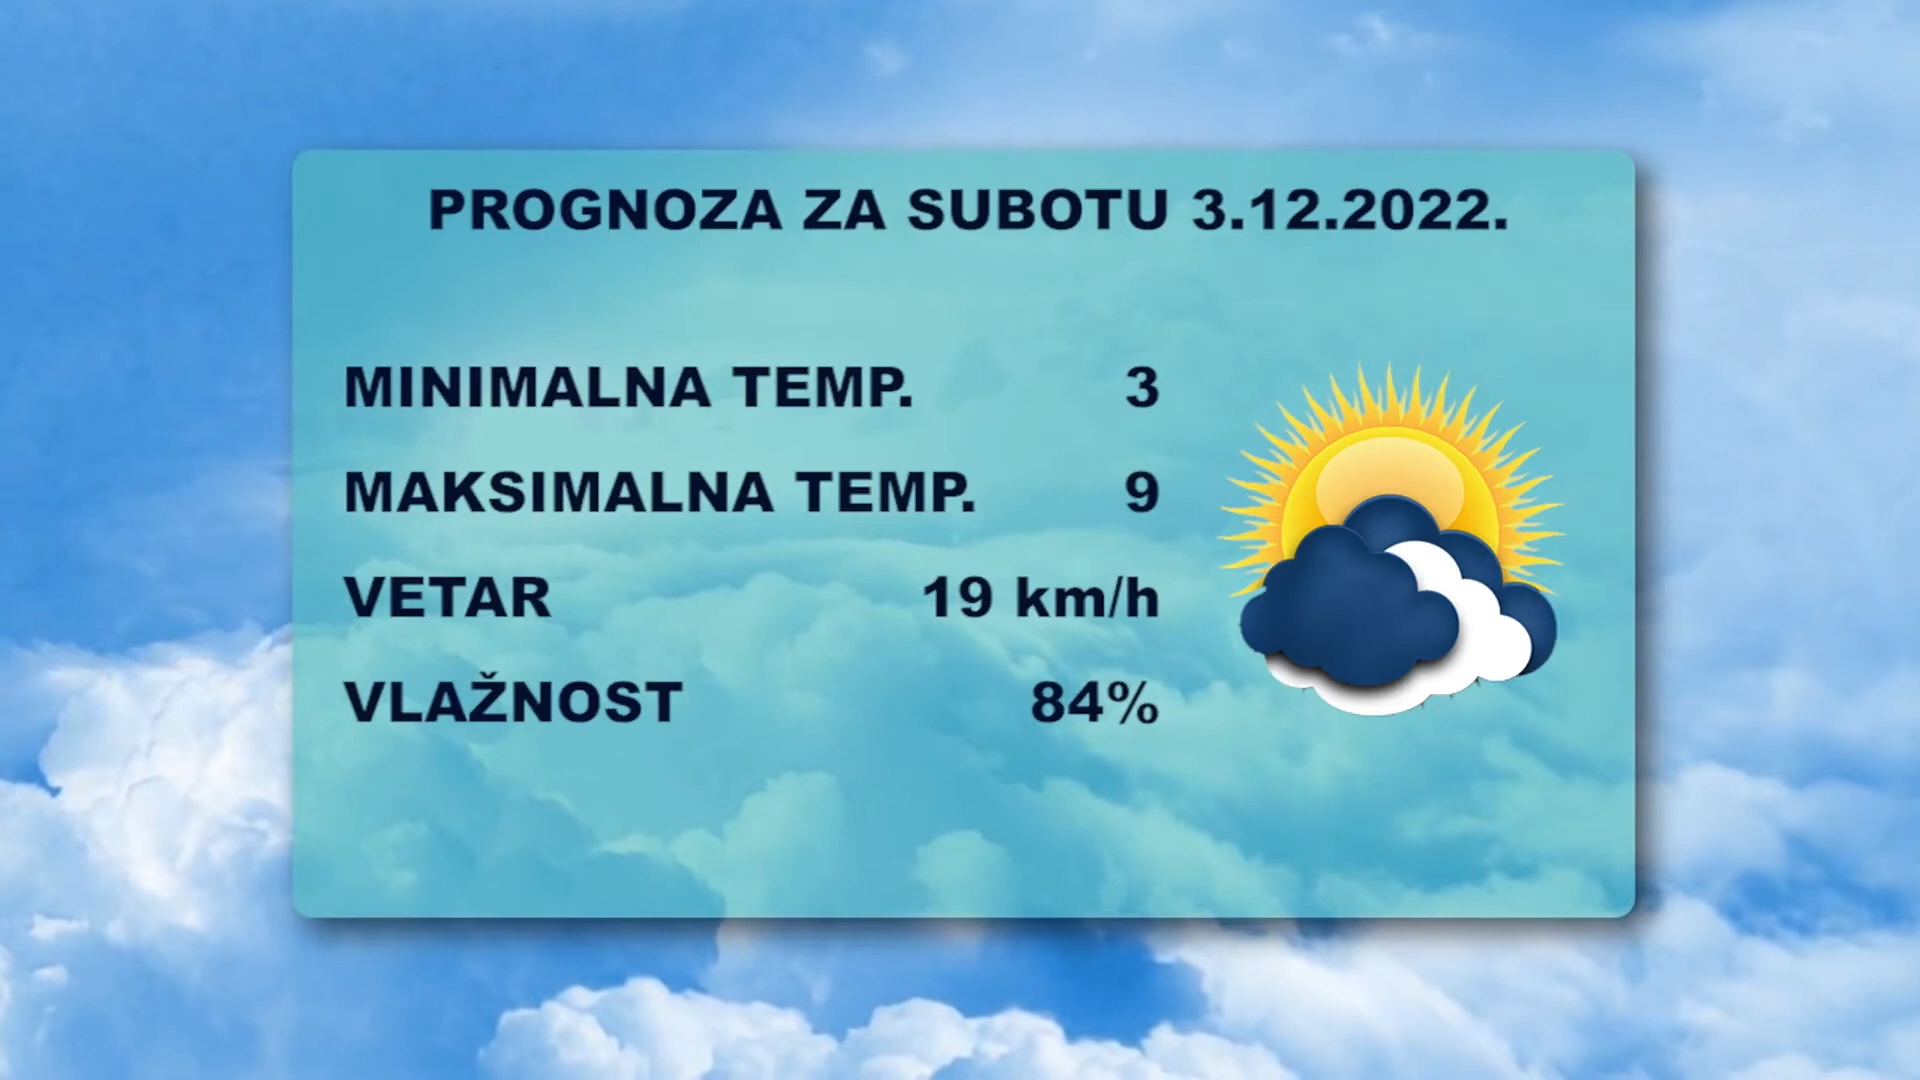 PROGNOZA ZA SUBOTU 3.12.2022.
MINIMALNA TEMP. 3
MAKSIMALNA TEMP. 9
VETAR 19 km/h
VLAŽNOST 84%